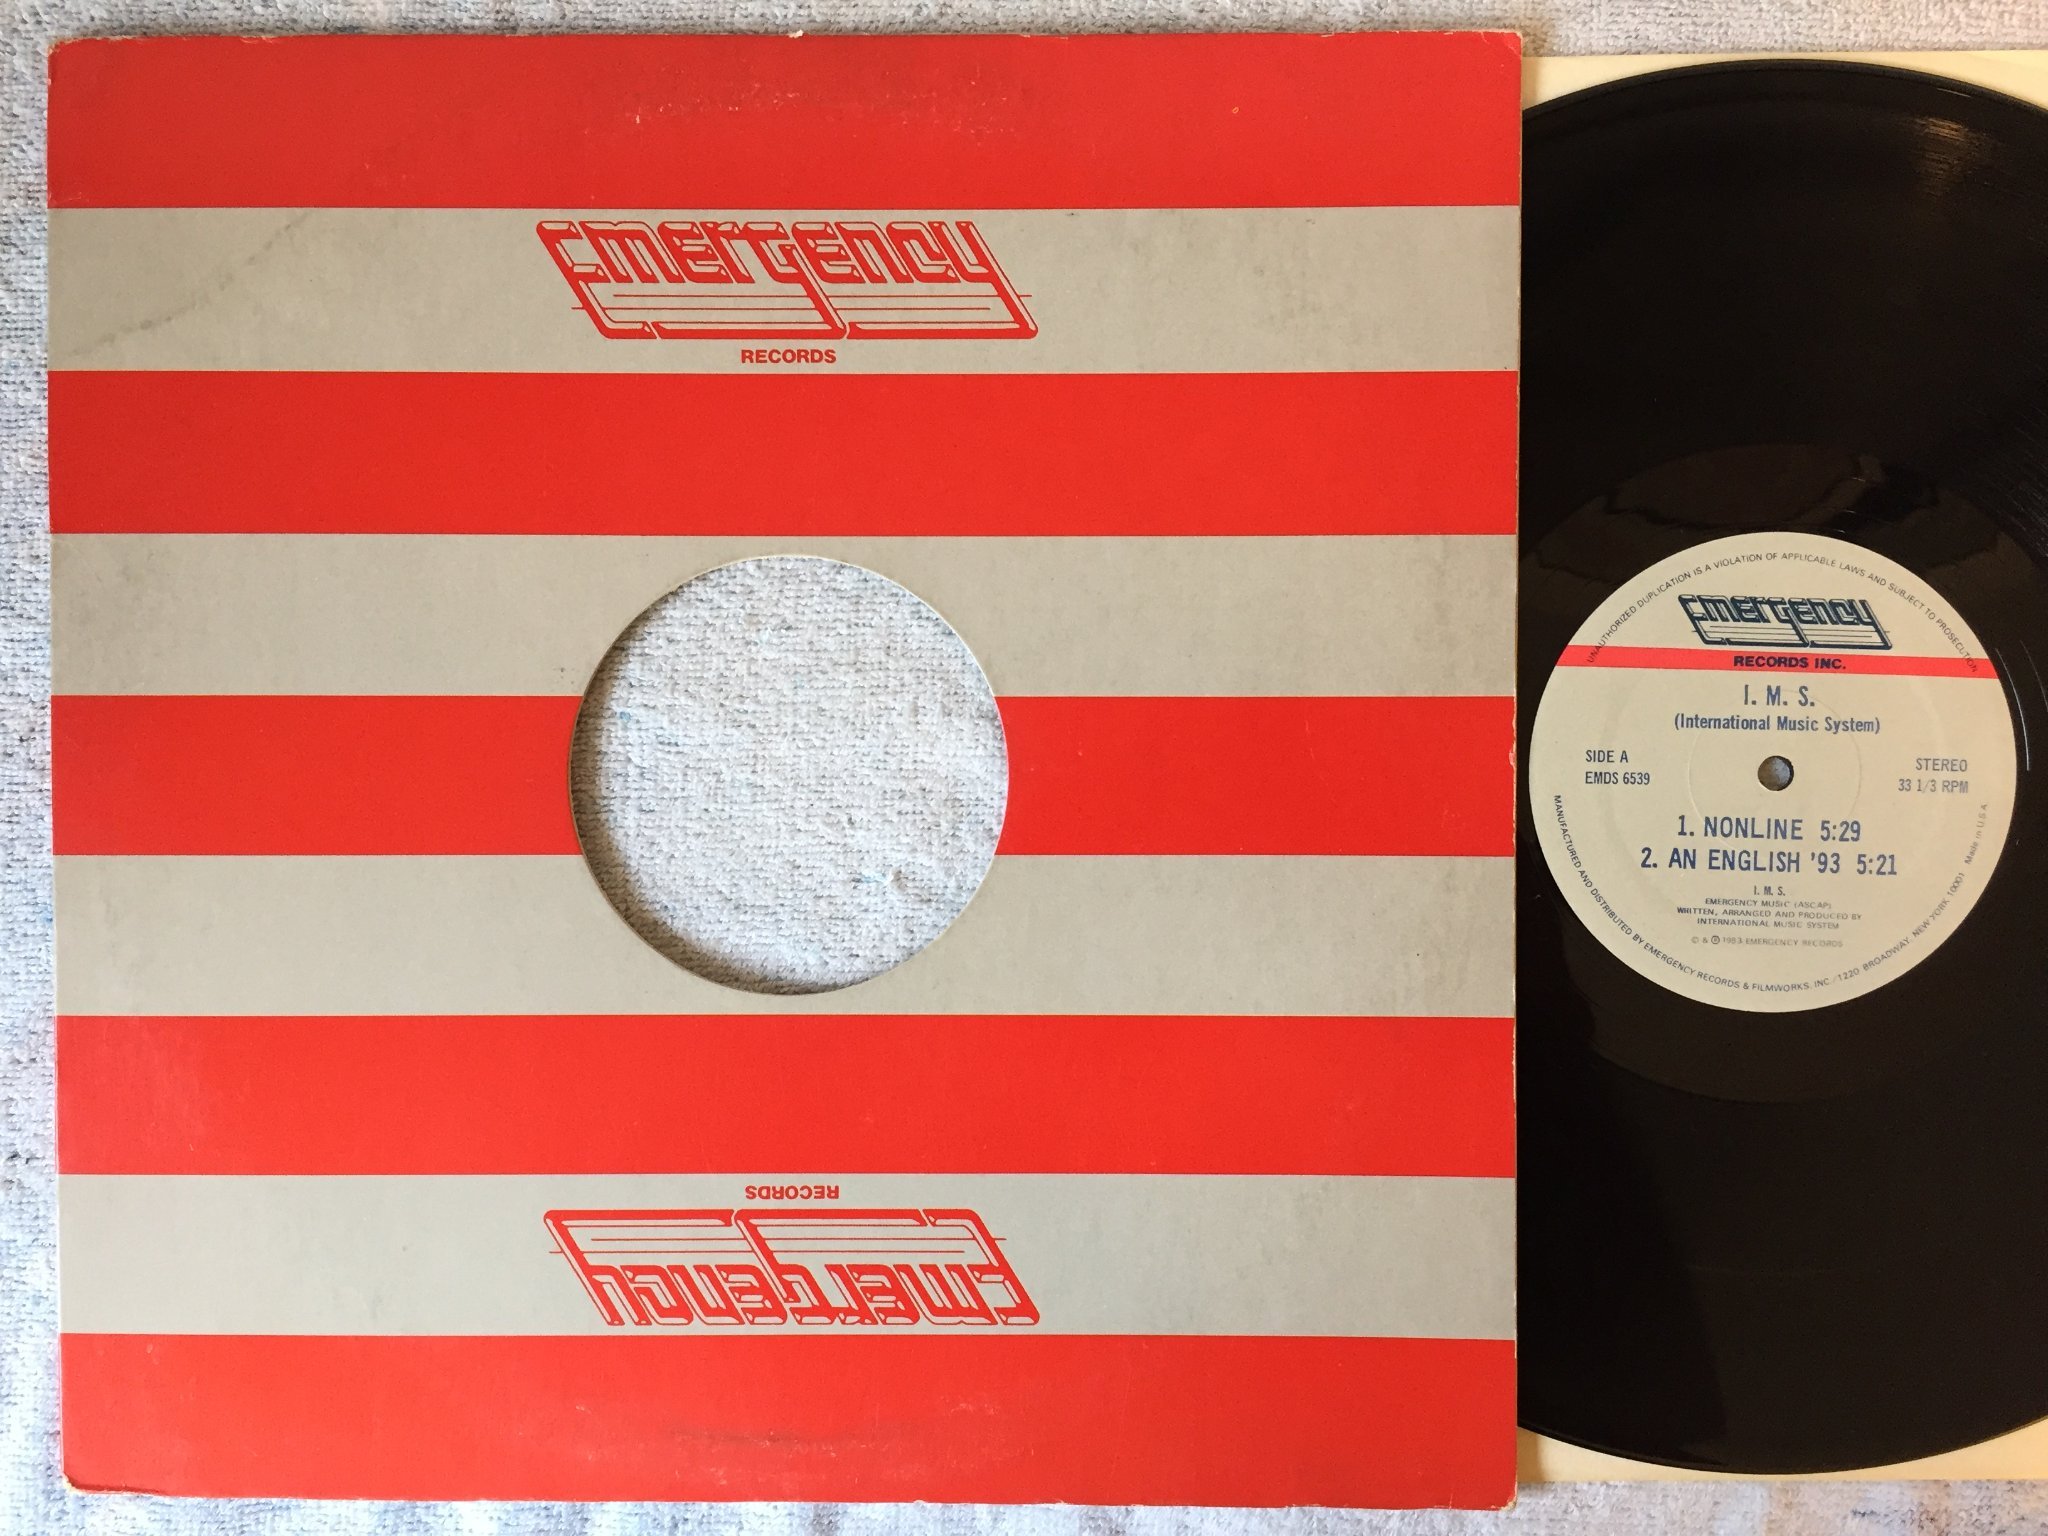 Emergency
RECORDS
RECORDS
Emergency
UNAUTHORIZED DUPLICATION IS A VIOLATION OF APPLICABLE LAWS AND SUBJECT TO PROSECUTION
Emergency
RECORDS INC.
I. M. S.
(International Music System)
SIDE A
EMDS 6539
STEREO
33 1/3 RPM
1. NONLINE 5:29
2. AN ENGLISH '93 5:21
I. M. S.
EMERGENCY MUSIC (ASCAP)
WRITTEN, ARRANGED AND PRODUCED BY
INTERNATIONAL MUSIC SYSTEM
© & ℗ 1983 EMERGENCY RECORDS
MANUFACTURED AND DISTRIBUTED BY EMERGENCY RECORDS & FILMWORKS, INC. / 1220 BROADWAY, NEW YORK 10001 Made in U.S.A